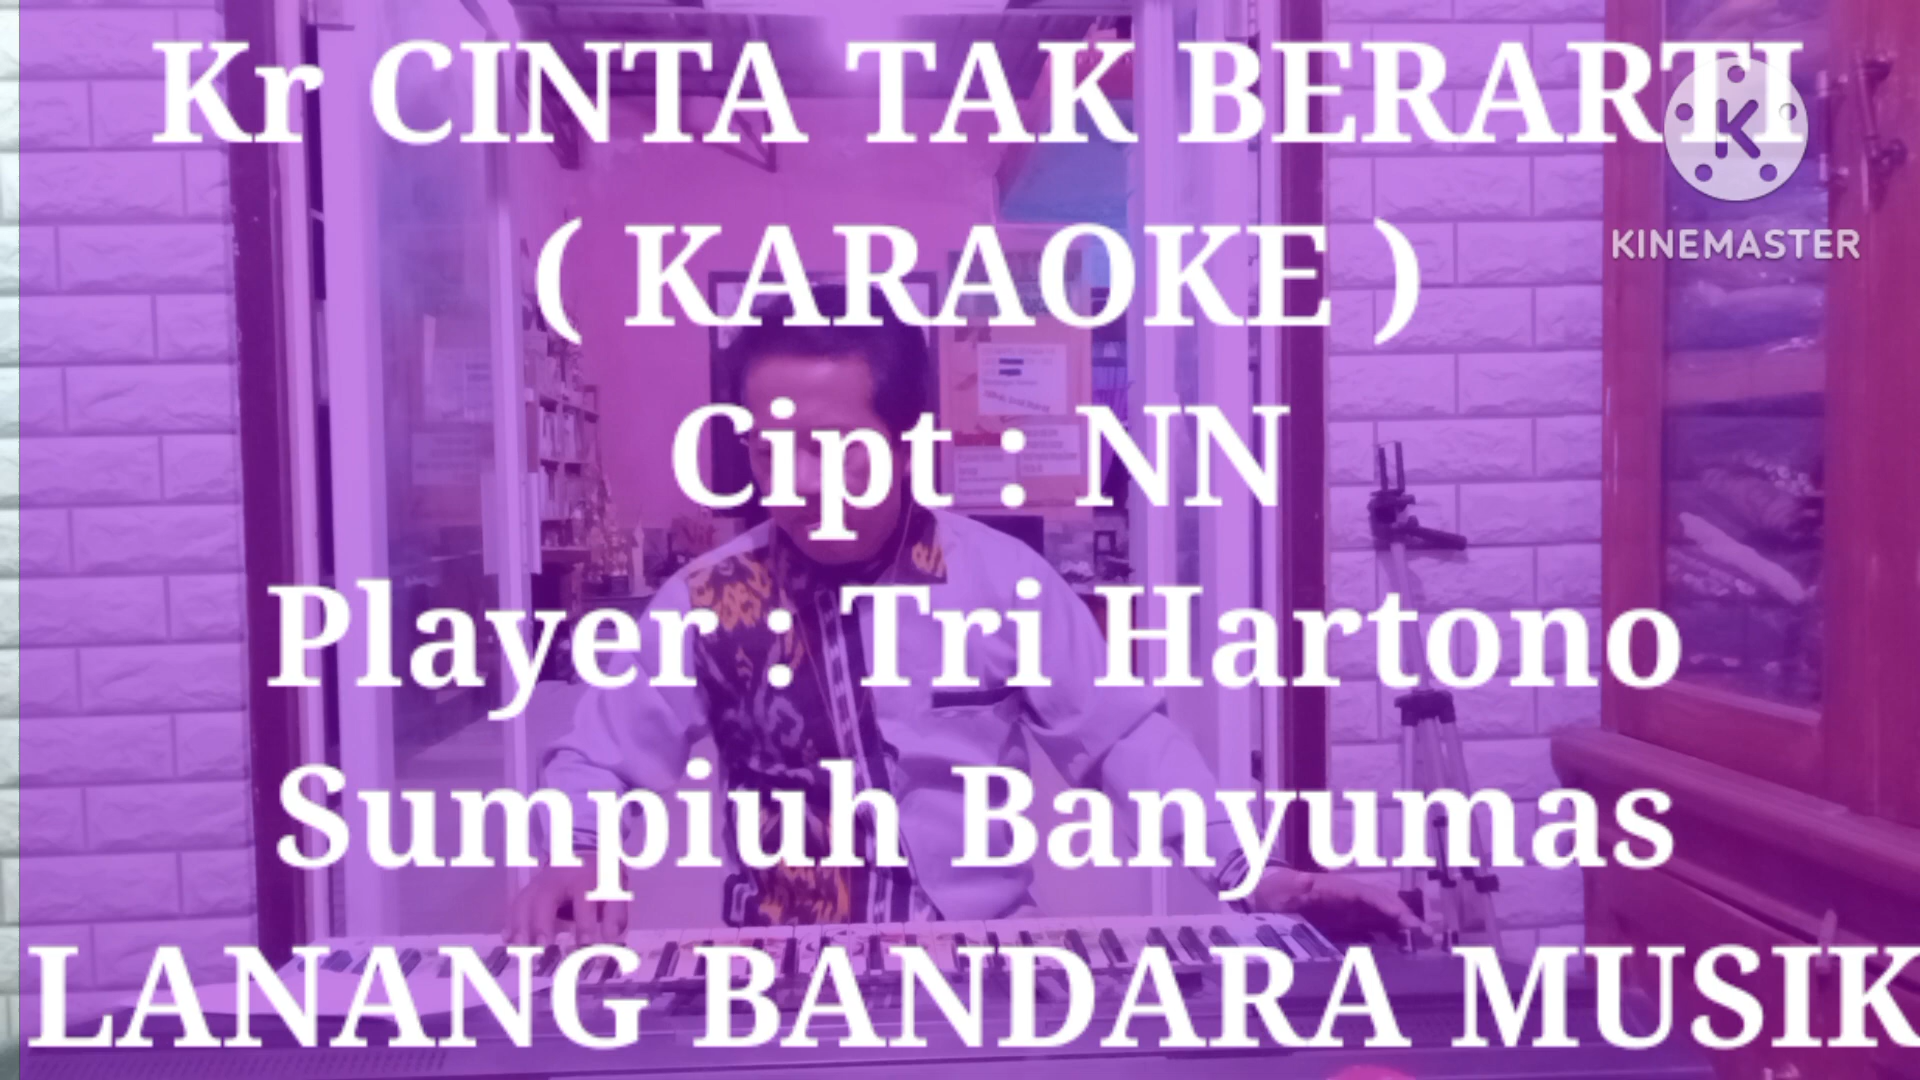 Kr CINTA TAK BERARTI
( KARAOKE )
Cipt : NN
Player : Tri Hartono
Sumpiuh Banyumas
LANANG BANDARA MUSIK
K
KINEMASTER